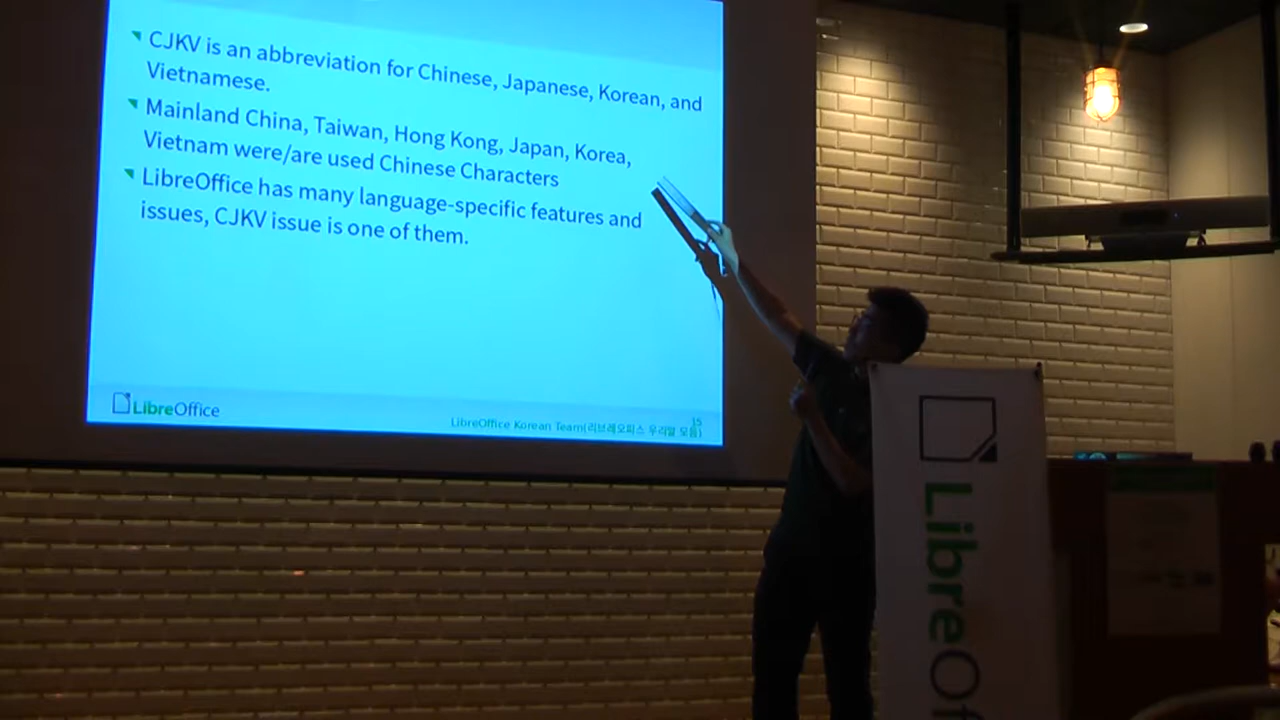 CJKV is an abbreviation for Chinese, Japanese, Korean, and
Vietnamese.
Mainland China, Taiwan, Hong Kong, Japan, Korea,
Vietnam were/are used Chinese Characters
LibreOffice has many language-specific features and
issues, CJKV issue is one of them.
LibreOffice
15
LibreOffice Korean Team(리브레오피스 우리말 모음)
LibreOf